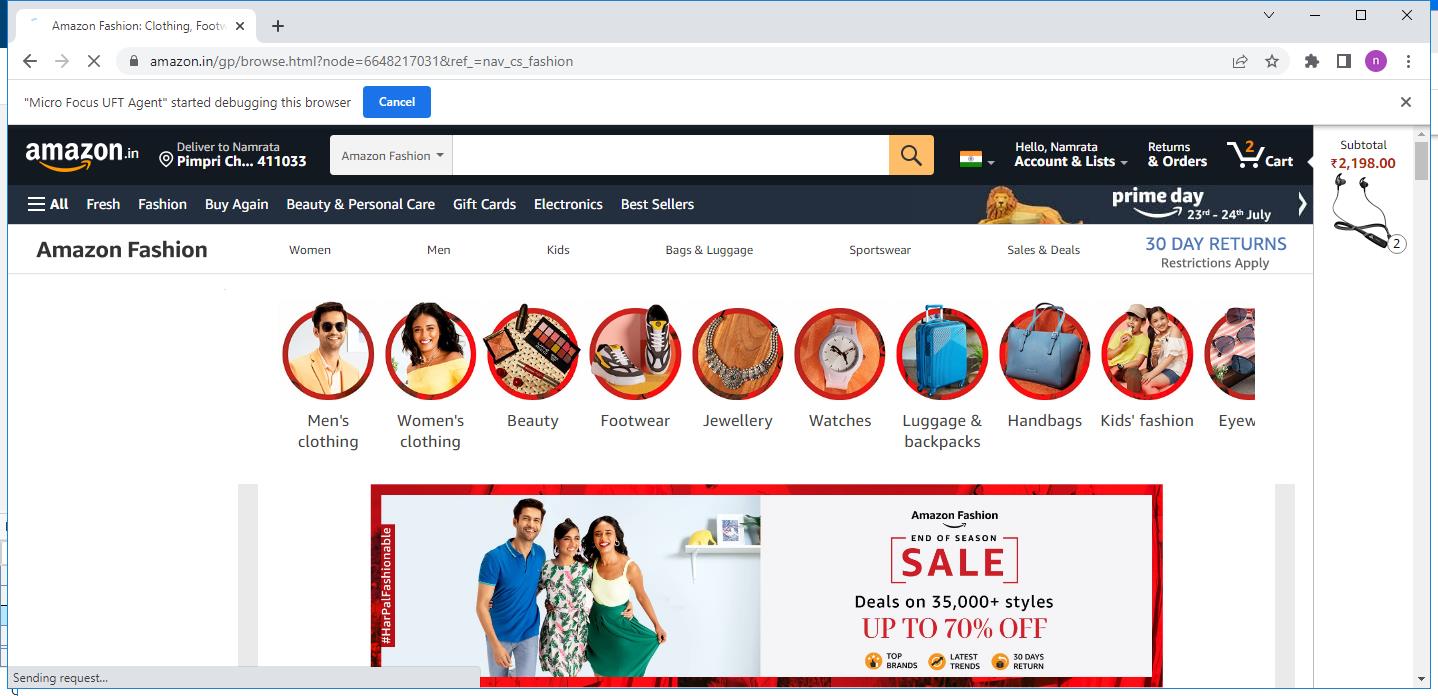 Amazon Fashion: Clothing, Footw
amazon.in/gp/browse.html?node=6648217031&ref_=nav_cs_fashion
n
"Micro Focus UFT Agent" started debugging this browser
Cancel
amazon.in
Deliver to Namrata
Pimpri Ch... 411033
Amazon Fashion
Hello, Namrata
Account & Lists
Returns
& Orders
2
Cart
Subtotal
₹2,198.00
2
All Fresh Fashion Buy Again Beauty & Personal Care Gift Cards Electronics Best Sellers
prime day
23rd - 24th July
Amazon Fashion
Women Men Kids Bags & Luggage Sportswear Sales & Deals
30 DAY RETURNS
Restrictions Apply
Men's
clothing
Women's
clothing
Beauty
Footwear
Jewellery
Watches
Luggage &
backpacks
Handbags
Kids' fashion
Eyew
#HarPalFashionable
Amazon Fashion
END OF SEASON
SALE
Deals on 35,000+ styles
UP TO 70% OFF
TOP
BRANDS
LATEST
TRENDS
30 DAYS
RETURN
Sending request...